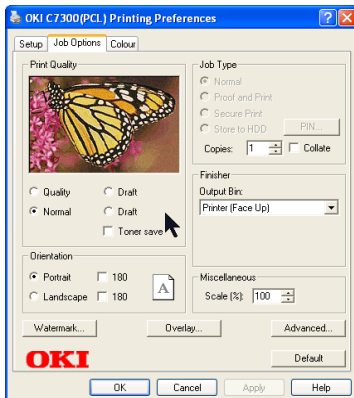 OKI C7300(PCL) Printing Preferences
Setup Job Options Colour
Print Quality
Quality Draft
Normal Draft
Toner save
Orientation
Portrait 180
Landscape 180
A
Job Type
Normal
Proof and Print
Secure Print
Store to HDD PIN...
Copies: 1 Collate
Finisher
Output Bin:
Printer (Face Up)
Miscellaneous
Scale (%): 100
Watermark... Overlay... Advanced...
OKI Default
OK Cancel Apply Help